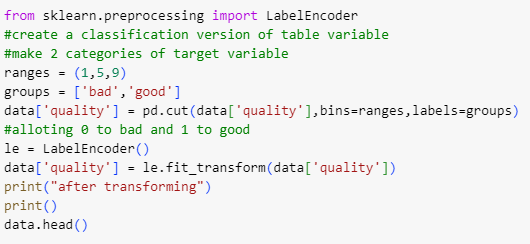 from sklearn.preprocessing import LabelEncoder
#create a classification version of table variable
#make 2 categories of target variable
ranges = (1,5,9)
groups = ['bad','good']
data['quality'] = pd.cut(data['quality'],bins=ranges,labels=groups)
#alloting 0 to bad and 1 to good
le = LabelEncoder()
data['quality'] = le.fit_transform(data['quality'])
print("after transforming")
print()
data.head()